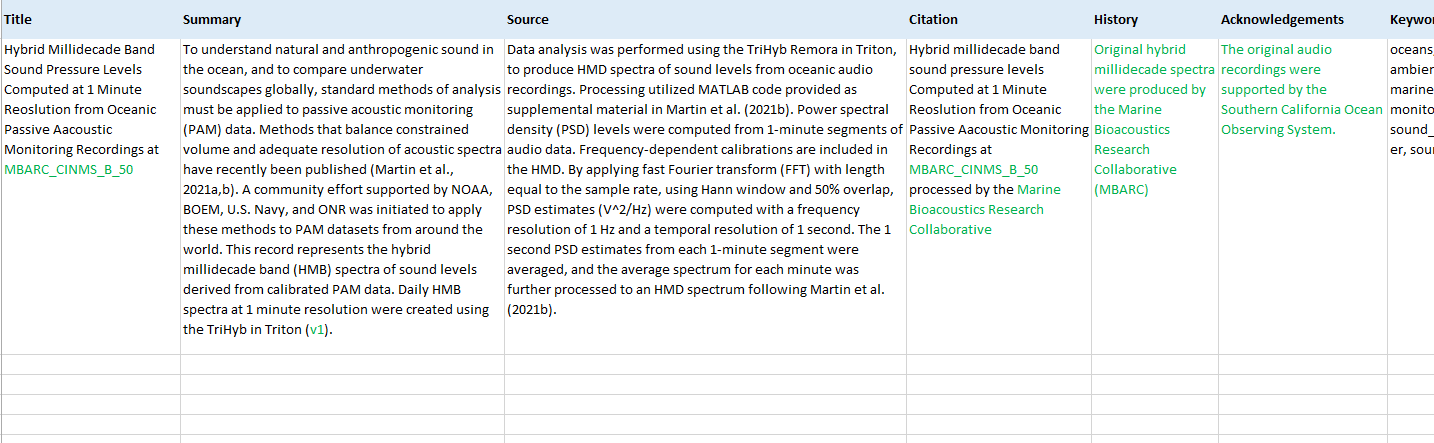 Title
Summary
Source
Citation
History
Acknowledgements
Hybrid Millidecade Band
Sound Pressure Levels
Computed at 1 Minute
Reoslution from Oceanic
Passive Aacoustic
Monitoring Recordings at
MBARC_CINMS_B_50
To understand natural and anthropogenic sound in
the ocean, and to compare underwater
soundscapes globally, standard methods of analysis
must be applied to passive acoustic monitoring
(PAM) data. Methods that balance constrained
volume and adequate resolution of acoustic spectra
have recently been published (Martin et al.,
2021a,b). A community effort supported by NOAA,
BOEM, U.S. Navy, and ONR was initiated to apply
these methods to PAM datasets from around the
world. This record represents the hybrid
millidecade band (HMB) spectra of sound levels
derived from calibrated PAM data. Daily HMB
spectra at 1 minute resolution were created using
the TriHyb in Triton (v1).
Data analysis was performed using the TriHyb Remora in Triton,
to produce HMD spectra of sound levels from oceanic audio
recordings. Processing utilized MATLAB code provided as
supplemental material in Martin et al. (2021b). Power spectral
density (PSD) levels were computed from 1-minute segments of
audio data. Frequency-dependent calibrations are included in
the HMD. By applying fast Fourier transform (FFT) with length
equal to the sample rate, using Hann window and 50% overlap,
PSD estimates (V^2/Hz) were computed with a frequency
resolution of 1 Hz and a temporal resolution of 1 second. The 1
second PSD estimates from each 1-minute segment were
averaged, and the average spectrum for each minute was
further processed to an HMD spectrum following Martin et al.
(2021b).
Hybrid millidecade band
sound pressure levels
Computed at 1 Minute
Reoslution from Oceanic
Passive Aacoustic Monitoring
Recordings at
MBARC_CINMS_B_50
processed by the Marine
Bioacoustics Research
Collaborative
Original hybrid
millidecade spectra
were produced by
the Marine
Bioacoustics
Research
Collaborative
(MBARC)
The original audio
recordings were
supported by the
Southern California Ocean
Observing System.
oceans,